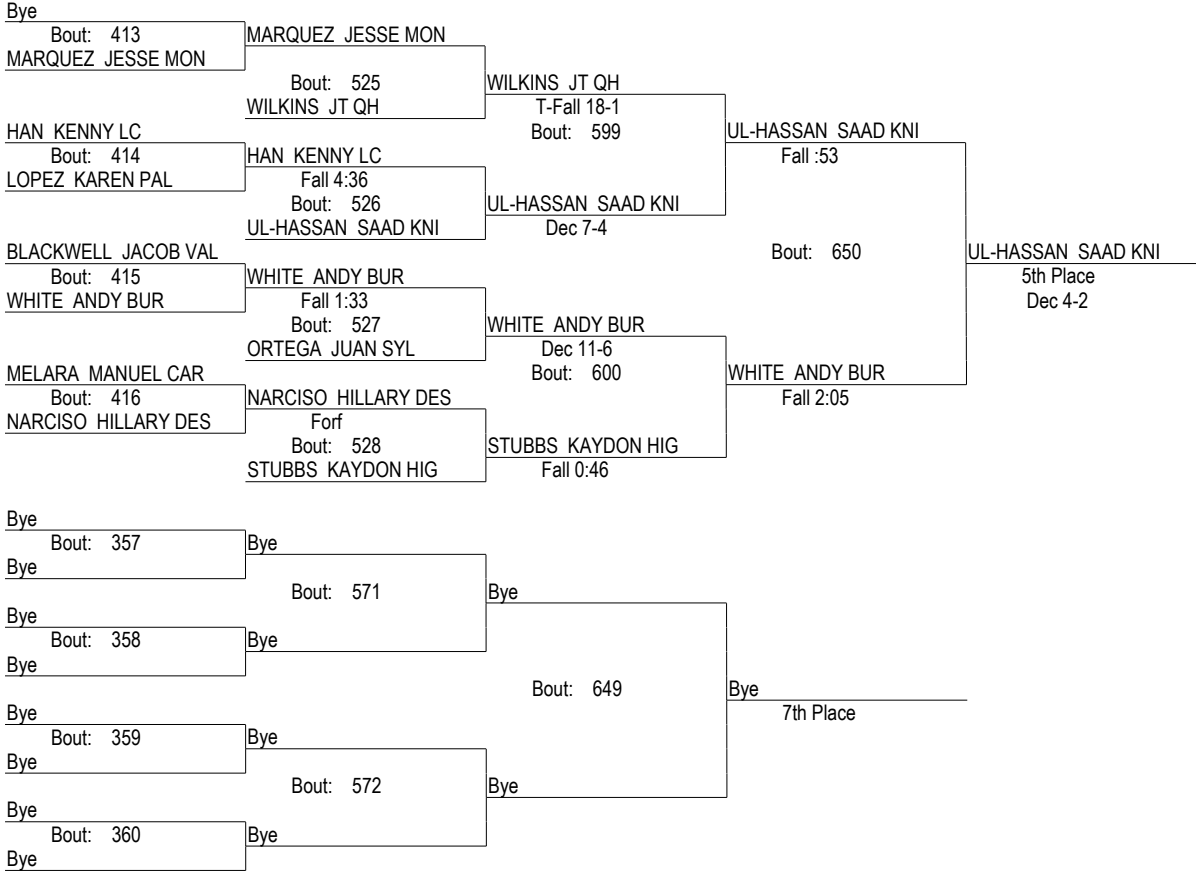 Bye
Bout: 413
MARQUEZ JESSE MON
MARQUEZ JESSE MON
Bout: 525
WILKINS JT QH
WILKINS JT QH
T-Fall 18-1
Bout: 599
HAN KENNY LC
Bout: 414
LOPEZ KAREN PAL
HAN KENNY LC
Fall 4:36
Bout: 526
UL-HASSAN SAAD KNI
UL-HASSAN SAAD KNI
Dec 7-4
UL-HASSAN SAAD KNI
Fall :53
Bout: 650
UL-HASSAN SAAD KNI
5th Place
Dec 4-2
BLACKWELL JACOB VAL
Bout: 415
WHITE ANDY BUR
WHITE ANDY BUR
Fall 1:33
Bout: 527
ORTEGA JUAN SYL
WHITE ANDY BUR
Dec 11-6
Bout: 600
WHITE ANDY BUR
Fall 2:05
MELARA MANUEL CAR
Bout: 416
NARCISO HILLARY DES
NARCISO HILLARY DES
Forf
Bout: 528
STUBBS KAYDON HIG
STUBBS KAYDON HIG
Fall 0:46
Bye
Bout: 357
Bye
Bye
Bout: 571
Bye
Bye
Bout: 358
Bye
Bye
Bout: 649
Bye
7th Place
Bye
Bout: 359
Bye
Bye
Bout: 572
Bye
Bye
Bout: 360
Bye
Bye